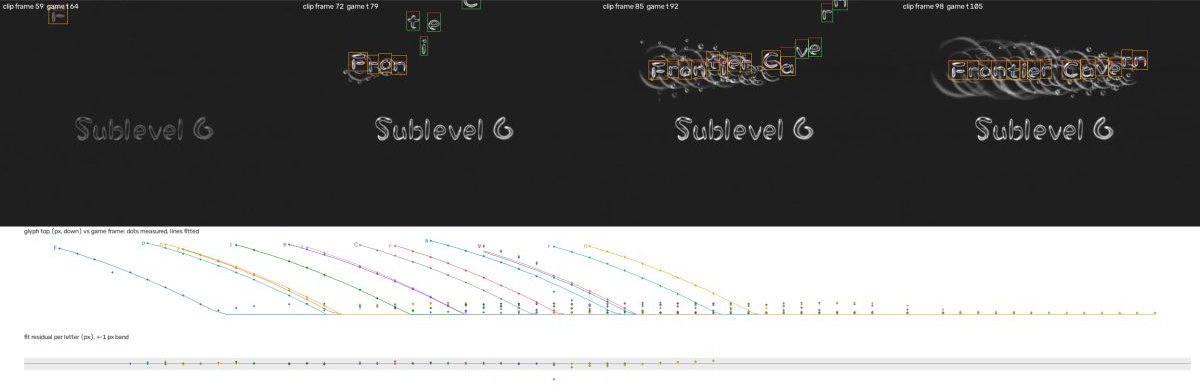 clip frame 59 game t 64
clip frame 72 game t 79
clip frame 85 game t 92
clip frame 98 game t 105
F
t e
i
C
Fron
r n
ve
Frontier Ca
Frontier Cavern
Sublevel 6
Sublevel 6
Sublevel 6
Sublevel 6
glyph top (px, down) vs game frame: dots measured, lines fitted
fit residual per letter (px), +-1 px band